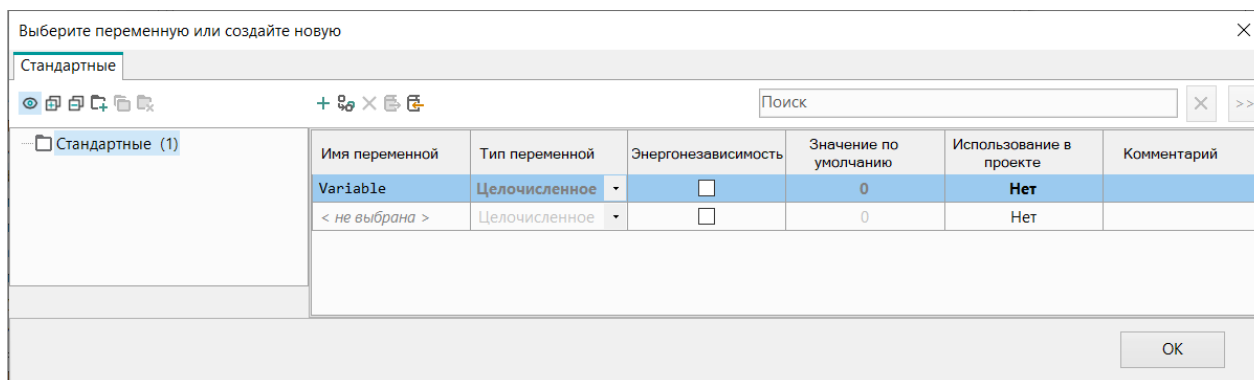 Выберите переменную или создайте новую
Стандартные
Поиск
>>
Стандартные (1)
Имя переменной Тип переменной Энергонезависимость Значение по умолчанию Использование в проекте Комментарий
Variable Целочисленное 0 Нет
< не выбрана > Целочисленное 0 Нет
OK